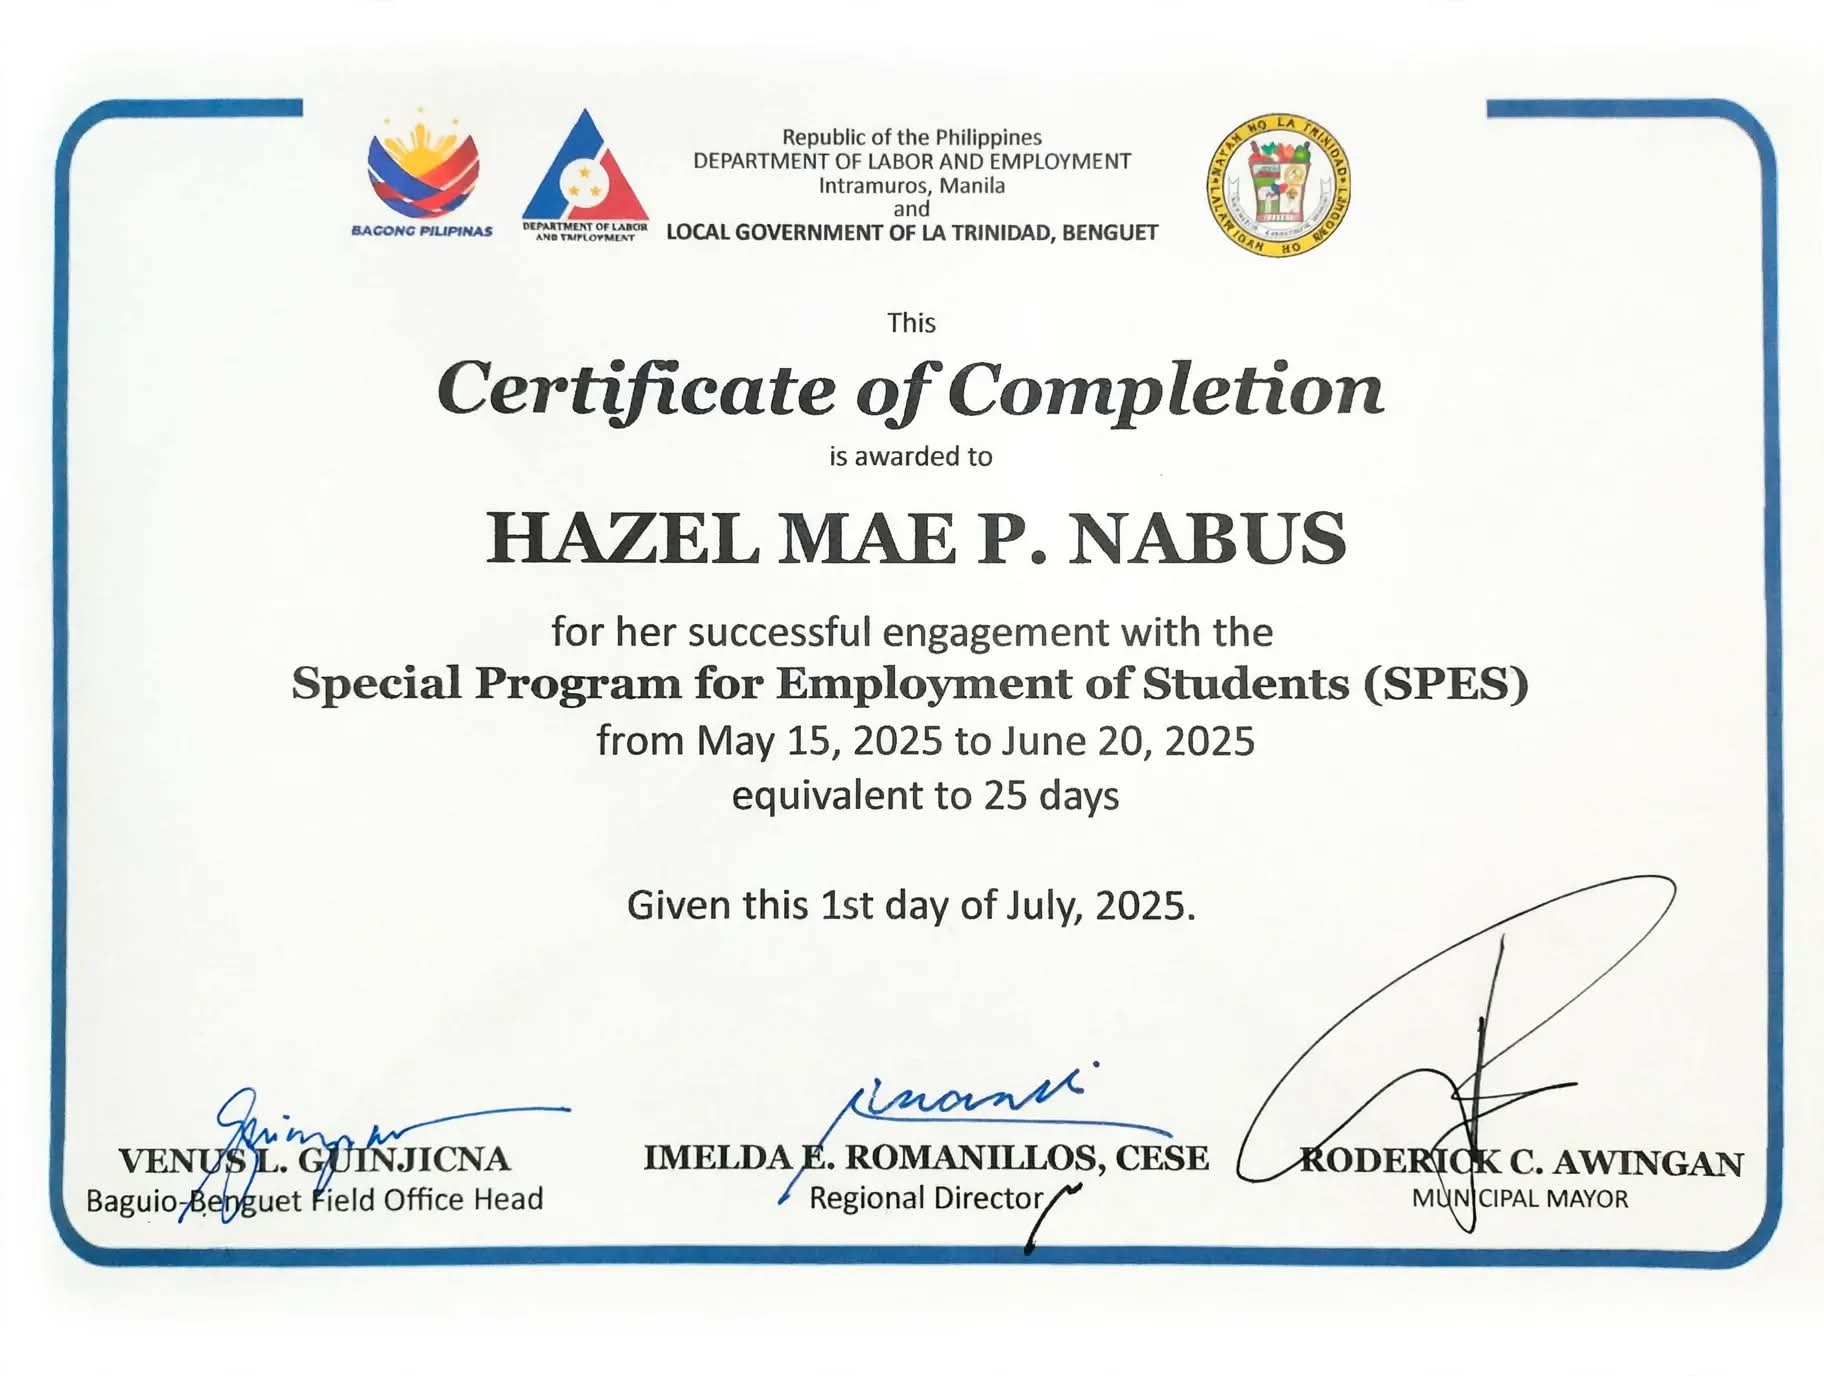 BAGONG PILIPINAS
DEPARTMENT OF LABOR
AND EMPLOYMENT
Republic of the Philippines
DEPARTMENT OF LABOR AND EMPLOYMENT
Intramuros, Manila
and
LOCAL GOVERNMENT OF LA TRINIDAD, BENGUET
This
Certificate of Completion
is awarded to
HAZEL MAE P. NABUS
for her successful engagement with the
Special Program for Employment of Students (SPES)
from May 15, 2025 to June 20, 2025
equivalent to 25 days
Given this 1st day of July, 2025.
VENUS L. GUINJICNA
Baguio-Benguet Field Office Head
IMELDA E. ROMANILLOS, CESE
Regional Director
RODERICK C. AWINGAN
MUNICIPAL MAYOR